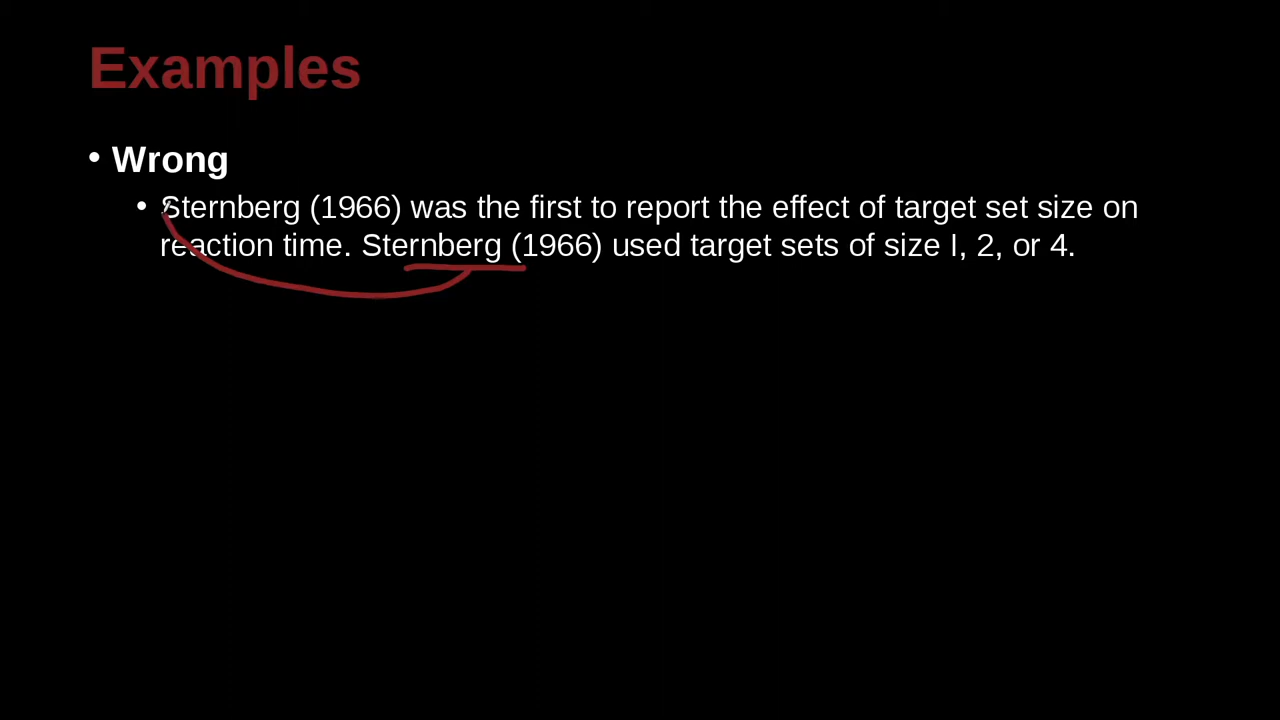 Examples
• Wrong
• Sternberg (1966) was the first to report the effect of target set size on
reaction time. Sternberg (1966) used target sets of size I, 2, or 4.